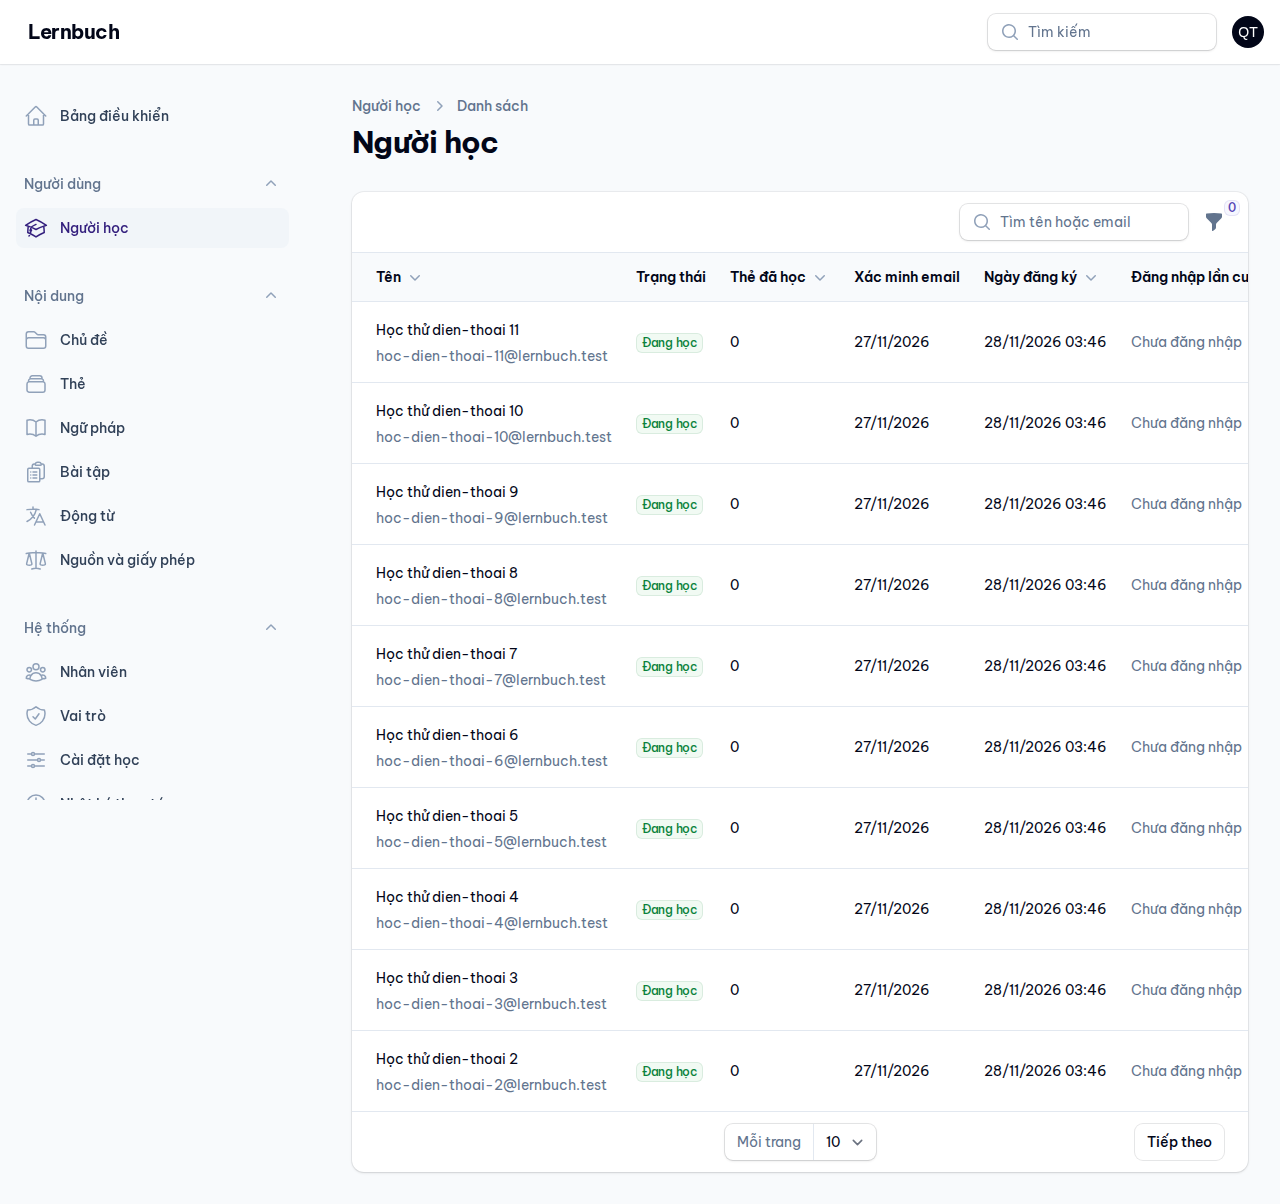 Lernbuch
Tìm kiếm
QT
Bảng điều khiển
Người dùng
Người học
Nội dung
Chủ đề
Thẻ
Ngữ pháp
Bài tập
Động từ
Nguồn và giấy phép
Hệ thống
Nhân viên
Vai trò
Cài đặt học
Người học
Danh sách
Người học
Tìm tên hoặc email
0
Tên Trạng thái Thẻ đã học Xác minh email Ngày đăng ký Đăng nhập lần cu
Học thử dien-thoai 11
hoc-dien-thoai-11@lernbuch.test
Đang học 0 27/11/2026 28/11/2026 03:46 Chưa đăng nhập
Học thử dien-thoai 10
hoc-dien-thoai-10@lernbuch.test
Đang học 0 27/11/2026 28/11/2026 03:46 Chưa đăng nhập
Học thử dien-thoai 9
hoc-dien-thoai-9@lernbuch.test
Đang học 0 27/11/2026 28/11/2026 03:46 Chưa đăng nhập
Học thử dien-thoai 8
hoc-dien-thoai-8@lernbuch.test
Đang học 0 27/11/2026 28/11/2026 03:46 Chưa đăng nhập
Học thử dien-thoai 7
hoc-dien-thoai-7@lernbuch.test
Đang học 0 27/11/2026 28/11/2026 03:46 Chưa đăng nhập
Học thử dien-thoai 6
hoc-dien-thoai-6@lernbuch.test
Đang học 0 27/11/2026 28/11/2026 03:46 Chưa đăng nhập
Học thử dien-thoai 5
hoc-dien-thoai-5@lernbuch.test
Đang học 0 27/11/2026 28/11/2026 03:46 Chưa đăng nhập
Học thử dien-thoai 4
hoc-dien-thoai-4@lernbuch.test
Đang học 0 27/11/2026 28/11/2026 03:46 Chưa đăng nhập
Học thử dien-thoai 3
hoc-dien-thoai-3@lernbuch.test
Đang học 0 27/11/2026 28/11/2026 03:46 Chưa đăng nhập
Học thử dien-thoai 2
hoc-dien-thoai-2@lernbuch.test
Đang học 0 27/11/2026 28/11/2026 03:46 Chưa đăng nhập
Mỗi trang 10
Tiếp theo